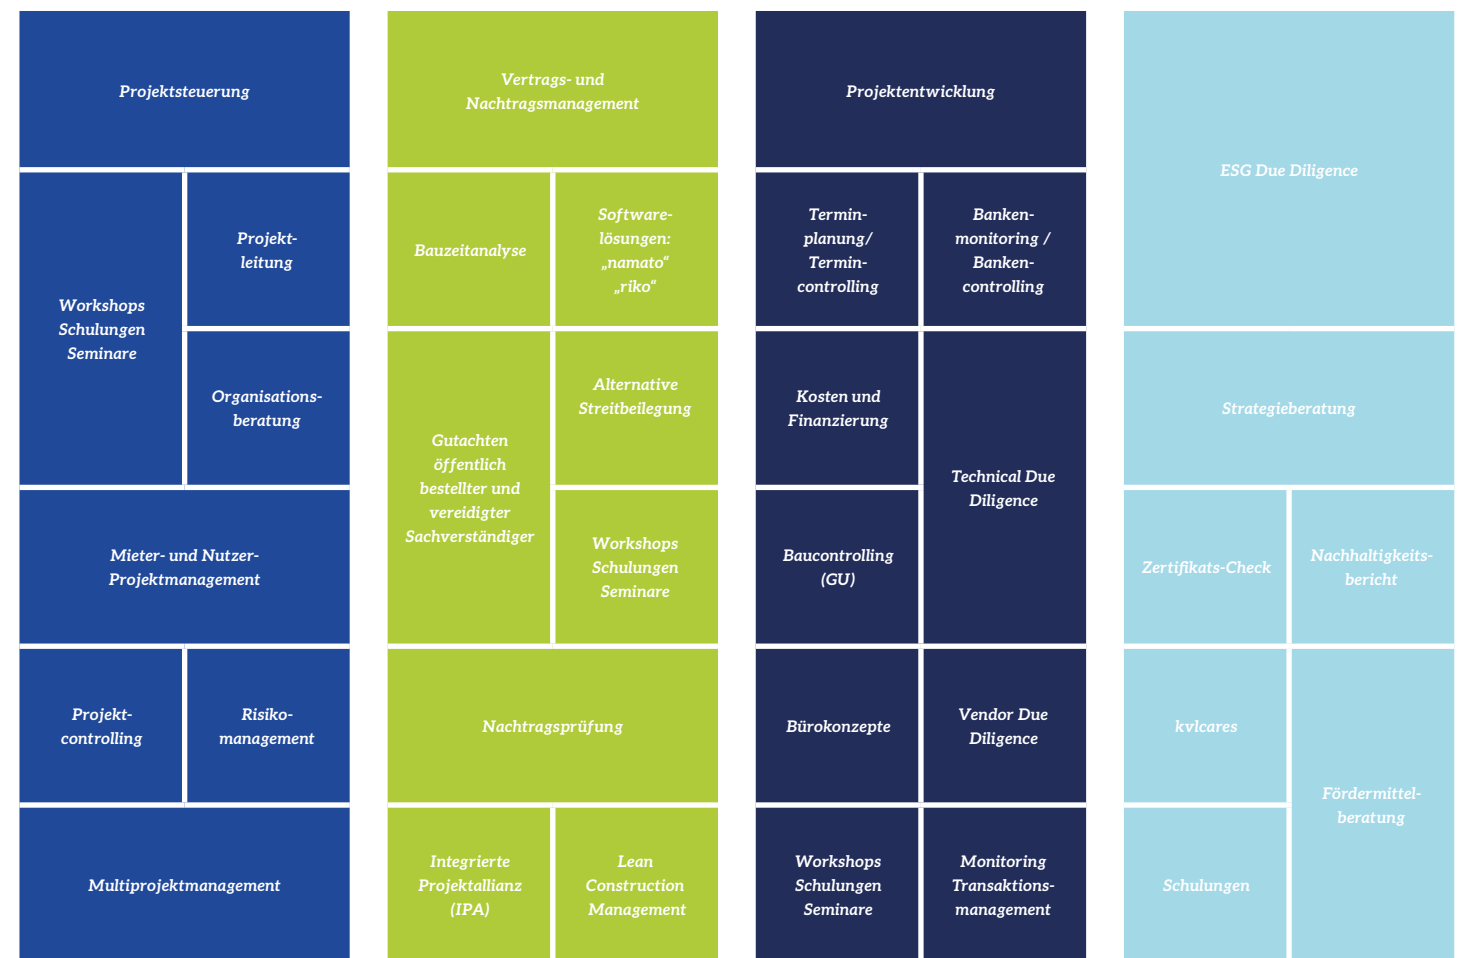 Projektsteuerung
Workshops
Schulungen
Seminare
Projekt-
leitung
Organisations-
beratung
Mieter- und Nutzer-
Projektmanagement
Projekt-
controlling
Risiko-
management
Multiprojektmanagement
Vertrags- und
Nachtragsmanagement
Bauzeitanalyse
Software-
lösungen:
„namato“
„riko“
Gutachten
öffentlich
bestellter und
vereidigter
Sachverständiger
Alternative
Streitbeilegung
Workshops
Schulungen
Seminare
Nachtragsprüfung
Integrierte
Projektallianz
(IPA)
Lean
Construction
Management
Projektentwicklung
Termin-
planung/
Termin-
controlling
Banken-
monitoring /
Banken-
controlling
Kosten und
Finanzierung
Technical Due
Diligence
Baucontrolling
(GU)
Bürokonzepte
Vendor Due
Diligence
Workshops
Schulungen
Seminare
Monitoring
Transaktions-
management
ESG Due Diligence
Strategieberatung
Zertifikats-Check
Nachhaltigkeits-
bericht
kvlcares
Fördermittel-
beratung
Schulungen